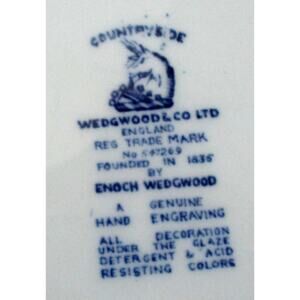 COUNTRYSIDE
WEDGWOOD & CO LTD
ENGLAND
REG TRADE MARK
No 547269
FOUNDED IN 1835
BY
ENOCH WEDGWOOD
A GENUINE
HAND ENGRAVING
ALL DECORATION
UNDER THE GLAZE
DETERGENT & ACID
RESISTING COLORS